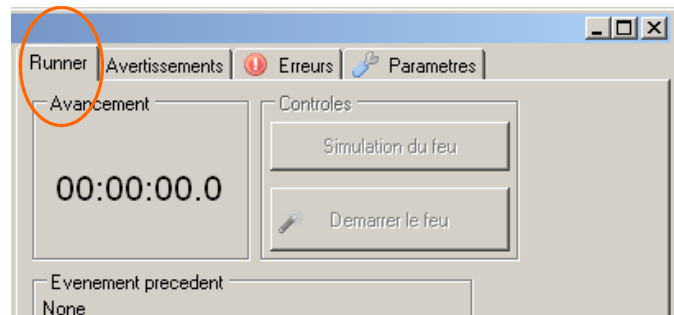 Runner Avertissements Erreurs Parametres
Avancement
Controles
Simulation du feu
00:00:00.0
Demarrer le feu
Evenement precedent
None